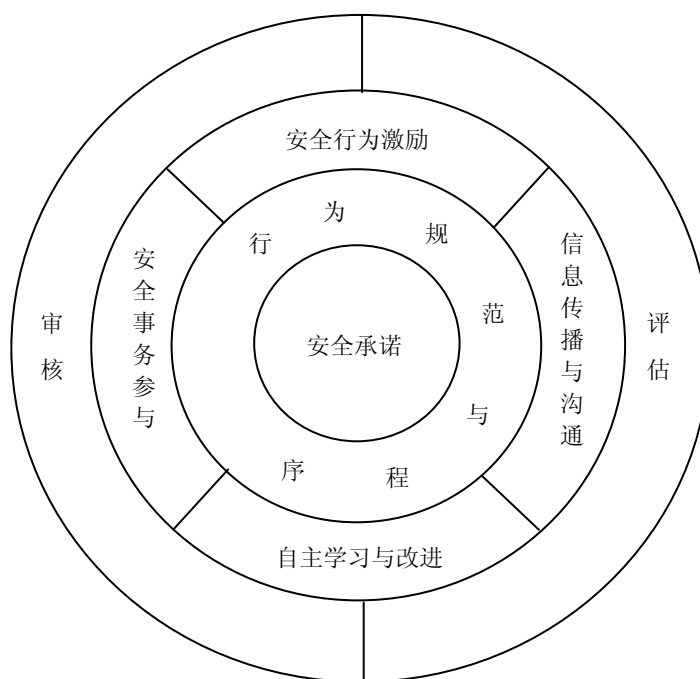 安全行为激励
行为规范与程序
安全事务参与
信息传播与沟通
安全承诺
审核
评估
自主学习与改进